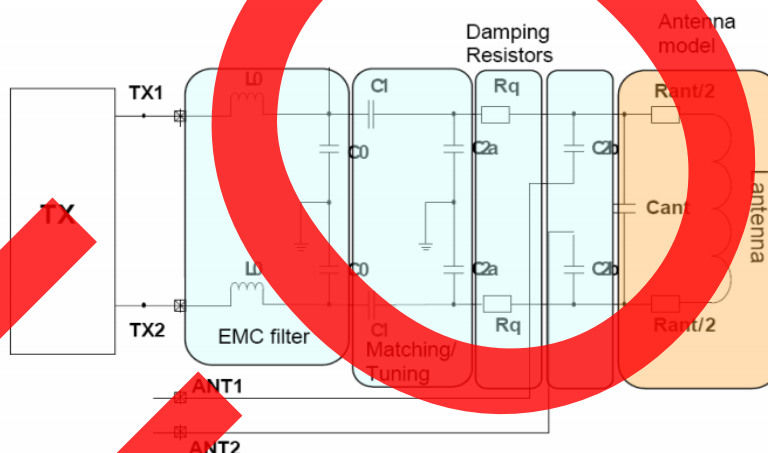 Damping
Resistors
Antenna
model
TX1
L0
C1
Rq
Rant/2
C0
C2a
C2b
TX
Cant
Lantenna
L0
C0
C2a
C2b
TX2
EMC filter
C1
Rq
Rant/2
Matching/
Tuning
ANT1
ANT2